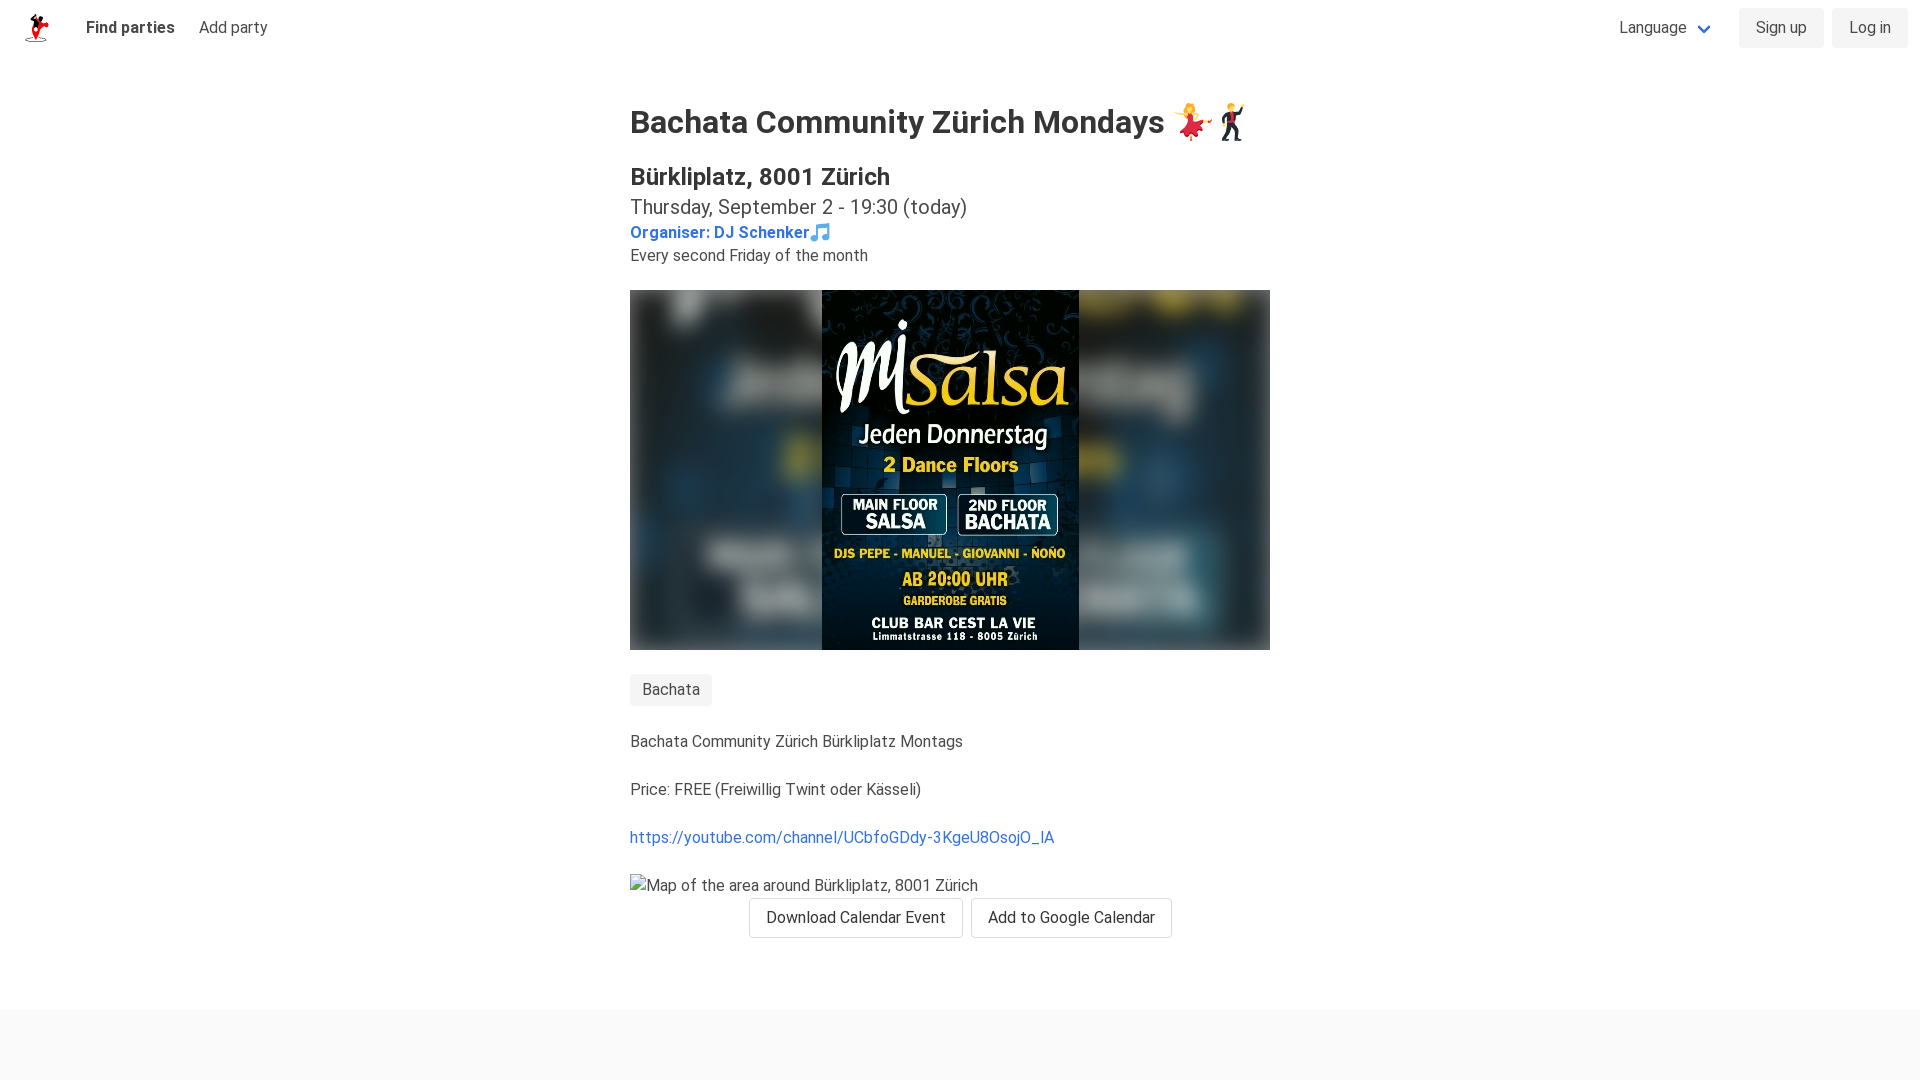 Find parties
Add party
Language
Sign up
Log in
Bachata Community Zürich Mondays 💃🕺
Bürkliplatz, 8001 Zürich
Thursday, September 2 - 19:30 (today)
Organiser: DJ Schenker🎵
Every second Friday of the month
mi Salsa
Jeden Donnerstag
2 Dance Floors
MAIN FLOOR
SALSA
2ND FLOOR
BACHATA
DJS PEPE - MANUEL - GIOVANNI - ÑOÑO
AB 20:00 UHR
GARDEROBE GRATIS
CLUB BAR CEST LA VIE
Limmatstrasse 118 - 8005 Zürich
Bachata
Bachata Community Zürich Bürkliplatz Montags
Price: FREE (Freiwillig Twint oder Kässeli)
https://youtube.com/channel/UCbfoGDdy-3KgeU8OsojO_lA
Map of the area around Bürkliplatz, 8001 Zürich
Download Calendar Event
Add to Google Calendar